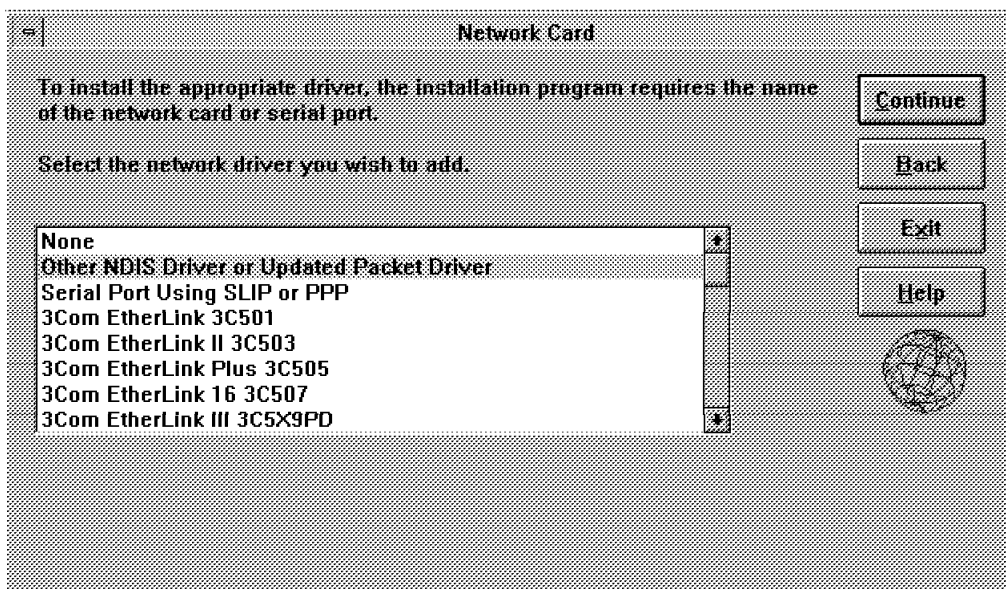 Network Card
To install the appropriate driver, the installation program requires the name
of the network card or serial port.
Select the network driver you wish to add.
None
Other NDIS Driver or Updated Packet Driver
Serial Port Using SLIP or PPP
3Com EtherLink 3C501
3Com EtherLink II 3C503
3Com EtherLink Plus 3C505
3Com EtherLink 16 3C507
3Com EtherLink III 3C5X9PD
Continue
Back
Exit
Help